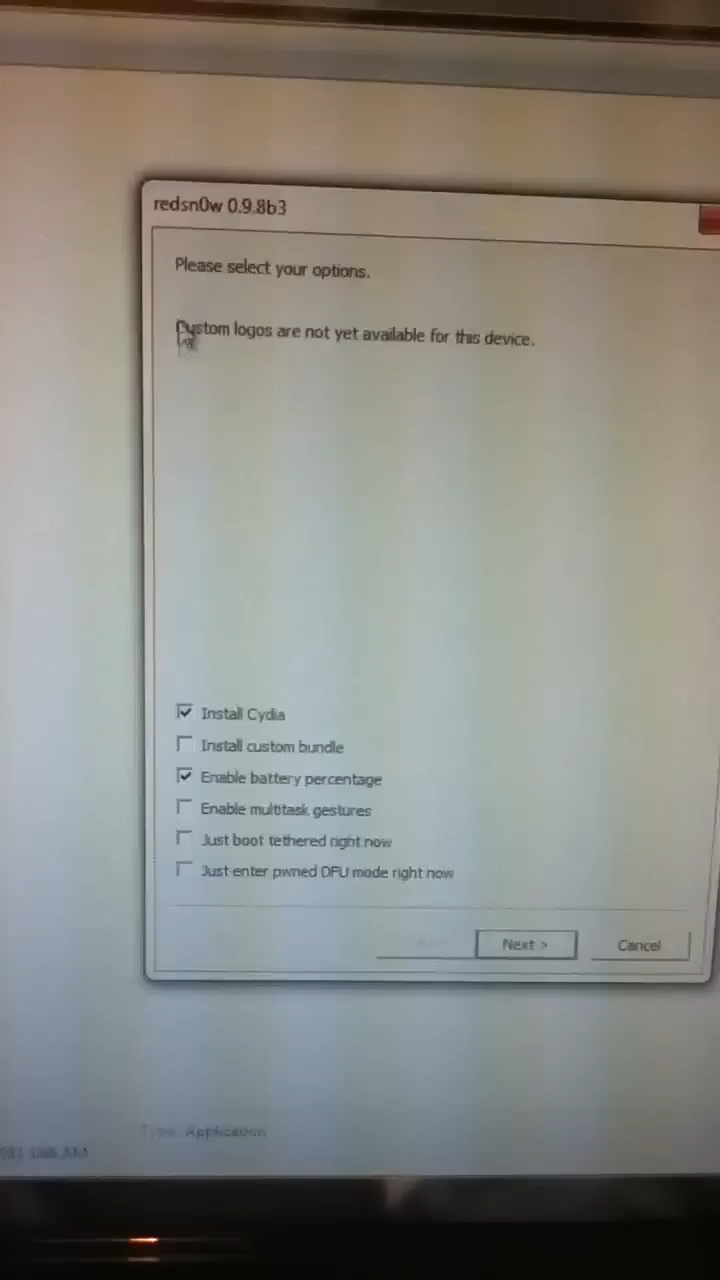 redsn0w 0.9.8b3
Please select your options.
Custom logos are not yet available for this device.
Install Cydia
Install custom bundle
Enable battery percentage
Enable multitask gestures
Just boot tethered right now
Just enter pwned DFU mode right now
Next >
Cancel
Application
AM